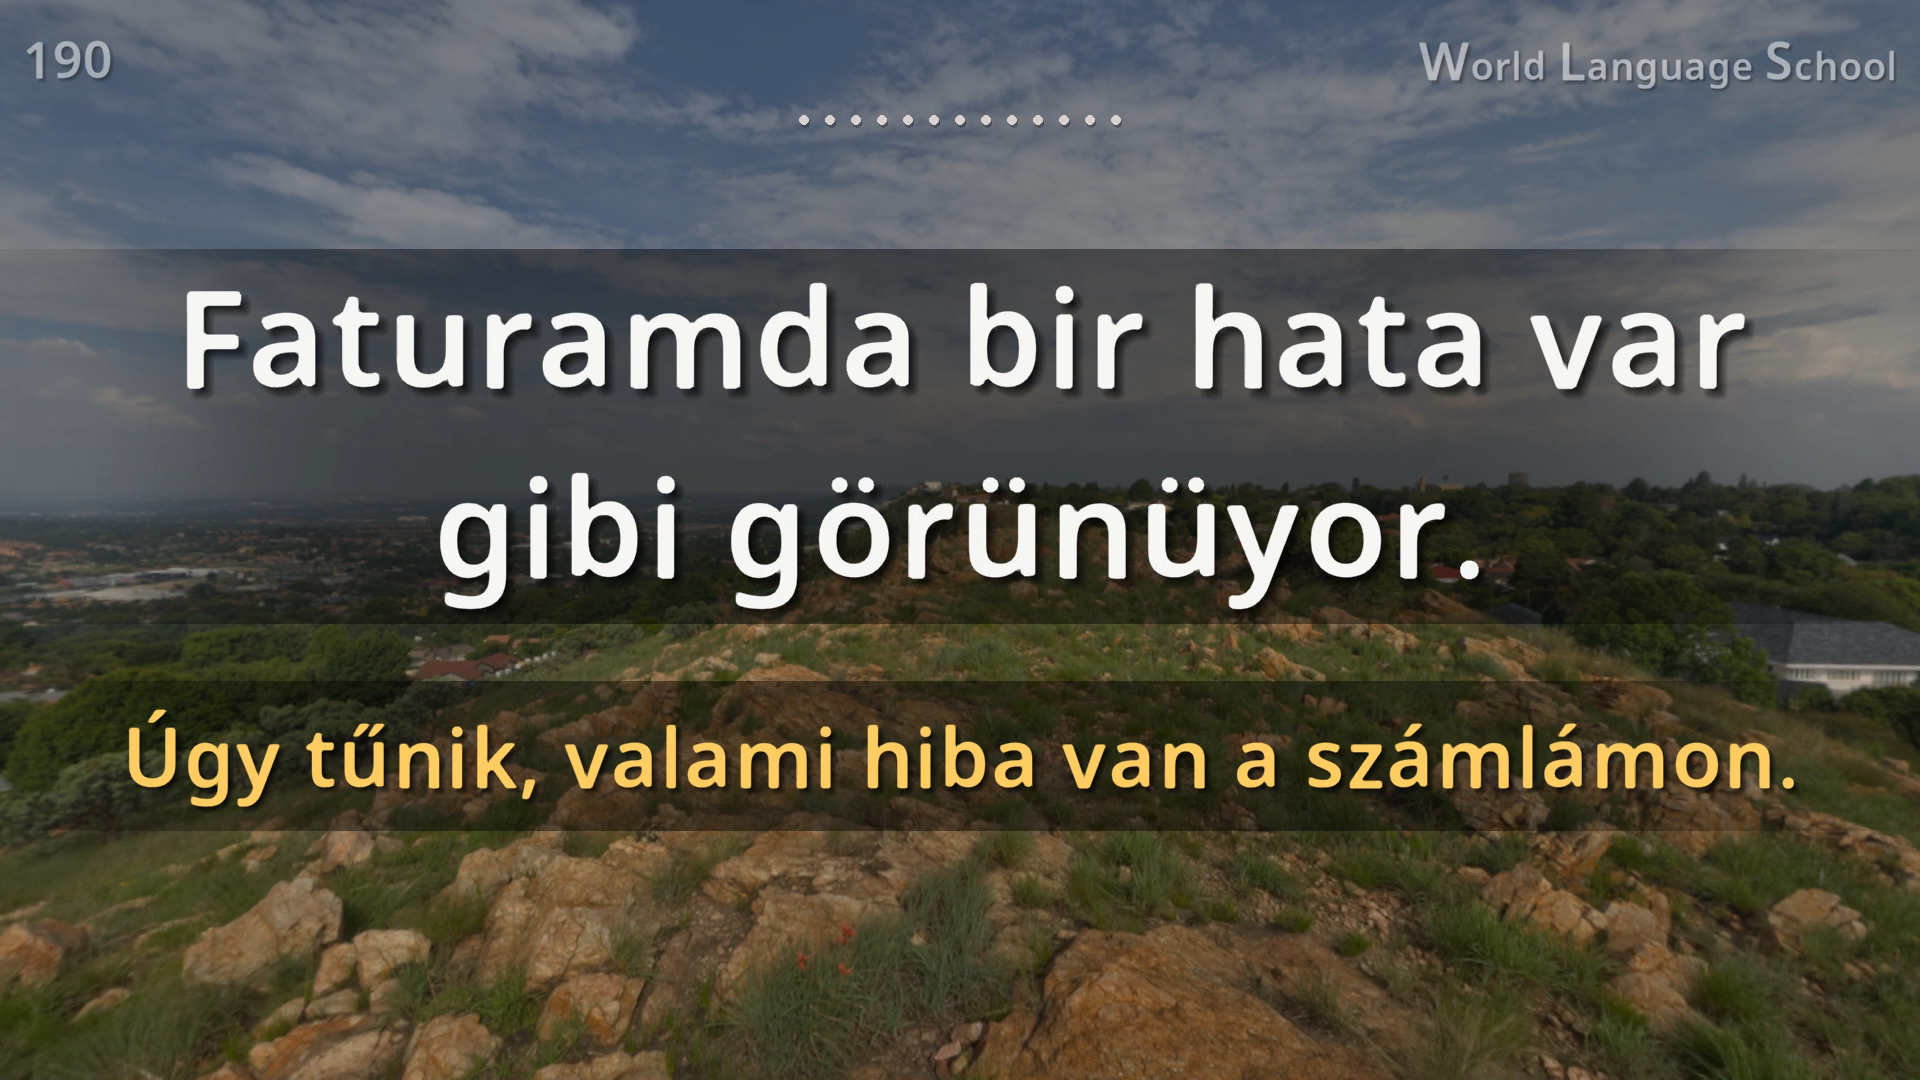 190
World Language School
Faturamda bir hata var
gibi görünüyor.
Úgy tűnik, valami hiba van a számlámon.